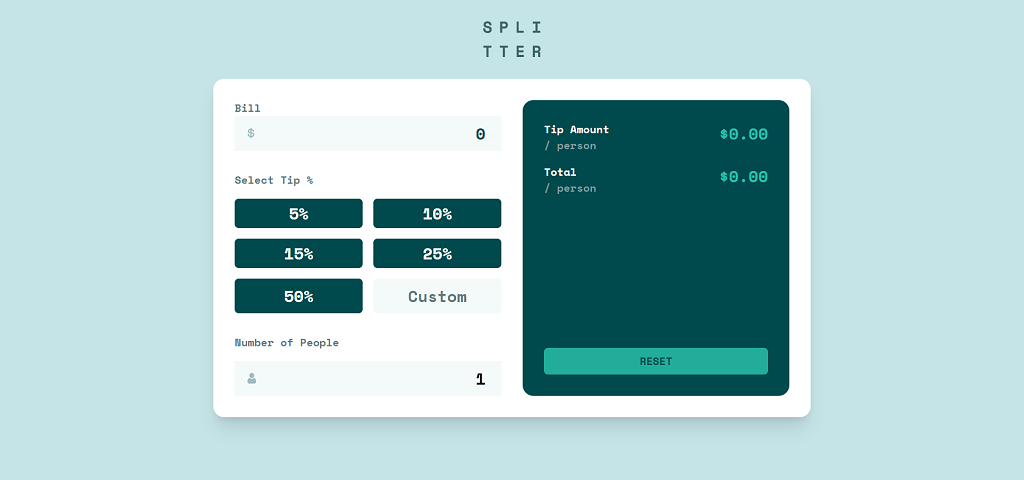 SPLI
TTER
Bill
$ 0
Select Tip %
5% 10%
15% 25%
50% Custom
Number of People
1
Tip Amount
/ person
$0.00
Total
/ person
$0.00
RESET